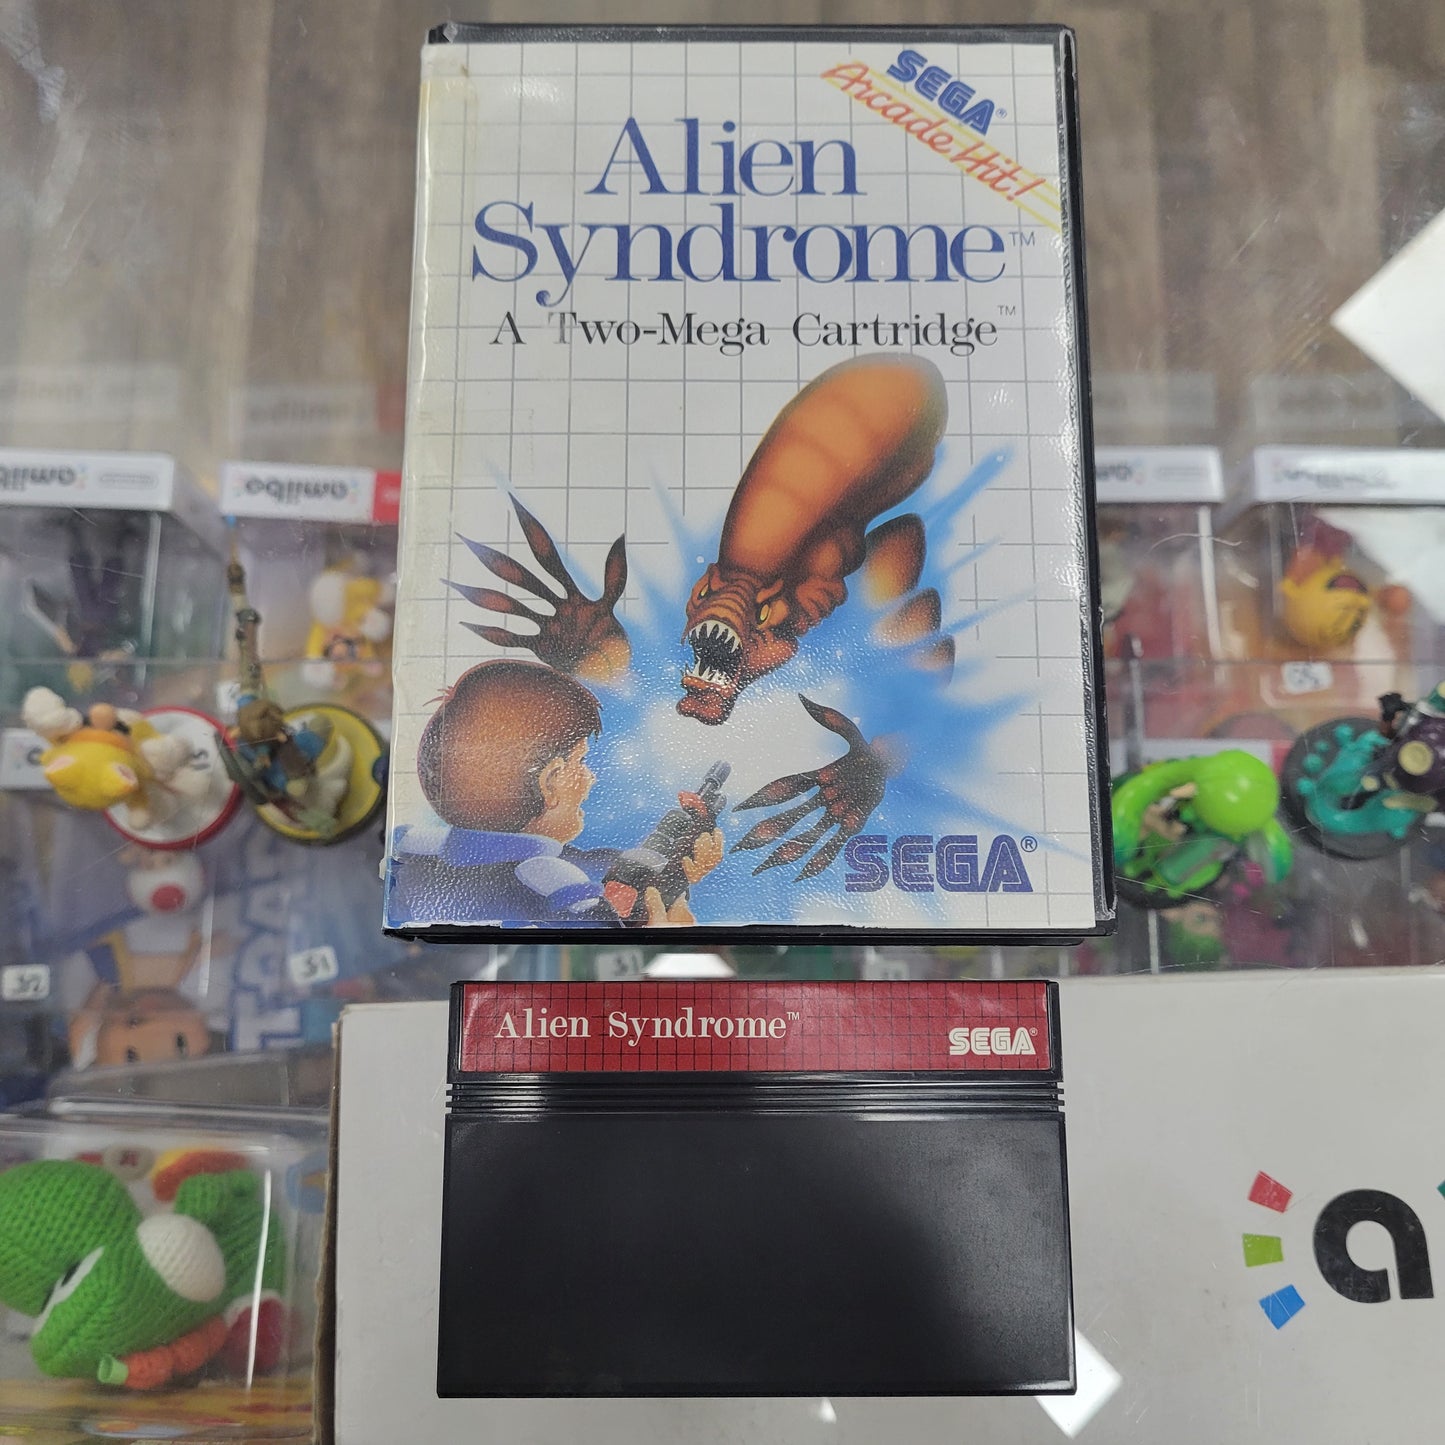 SEGA®
Arcade Hit!
Alien
Syndrome™
A Two-Mega Cartridge™
SEGA®
amiibo
amiibo
Alien Syndrome™
SEGA®
a